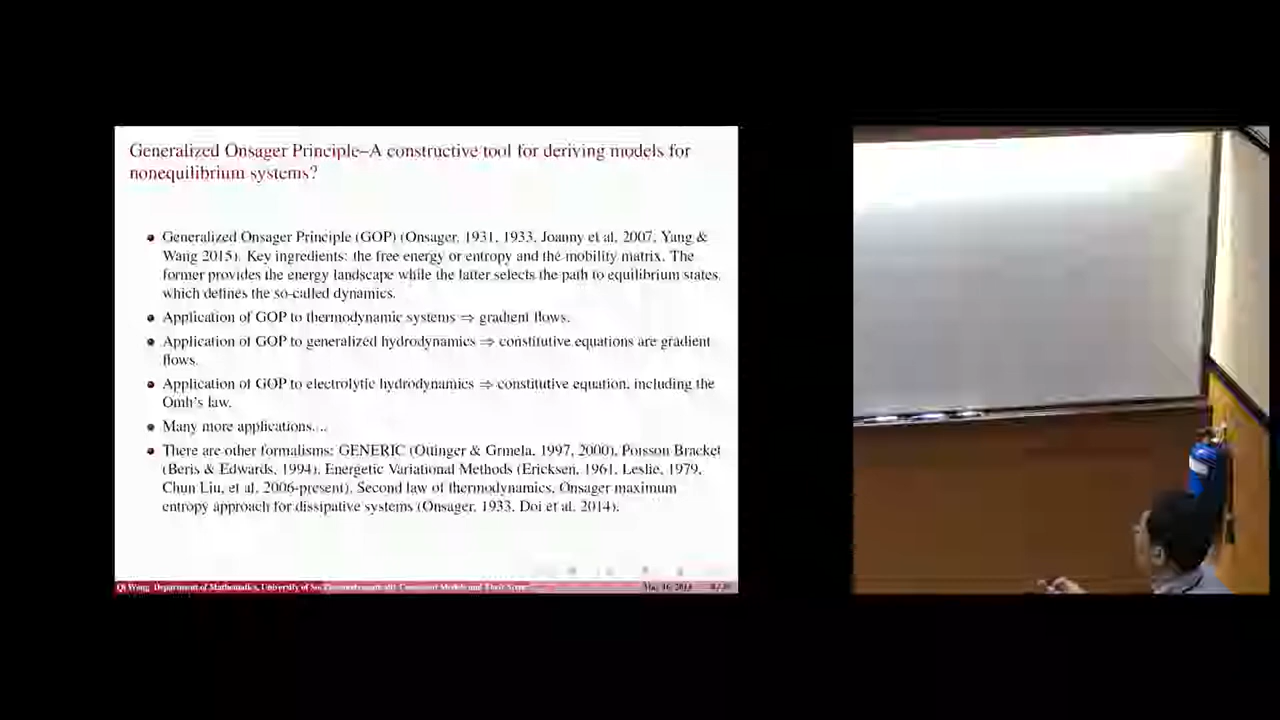 Generalized Onsager Principle–A constructive tool for deriving models for
nonequilibrium systems?
Generalized Onsager Principle (GOP) (Onsager, 1931, 1933, Joanny et al, 2007, Yang &
Wang 2015). Key ingredients: the free energy or entropy and the mobility matrix. The
former provides the energy landscape while the latter selects the path to equilibrium states,
which defines the so-called dynamics.
Application of GOP to thermodynamic systems ⇒ gradient flows.
Application of GOP to generalized hydrodynamics ⇒ constitutive equations are gradient
flows.
Application of GOP to electrolytic hydrodynamics ⇒ constitutive equation, including the
Omh's law.
Many more applications....
There are other formalisms: GENERIC (Ottinger & Grmela, 1997, 2000), Poisson Bracket
(Beris & Edwards, 1994), Energetic Variational Methods (Ericksen, 1961, Leslie, 1979,
Chun Liu, et al, 2006-present), Second law of thermodynamics, Onsager maximum
entropy approach for dissipative systems (Onsager, 1933, Doi et al, 2014).
Qi Wang Department of Mathematics, University of Thermodynamically Consistent Models and Their